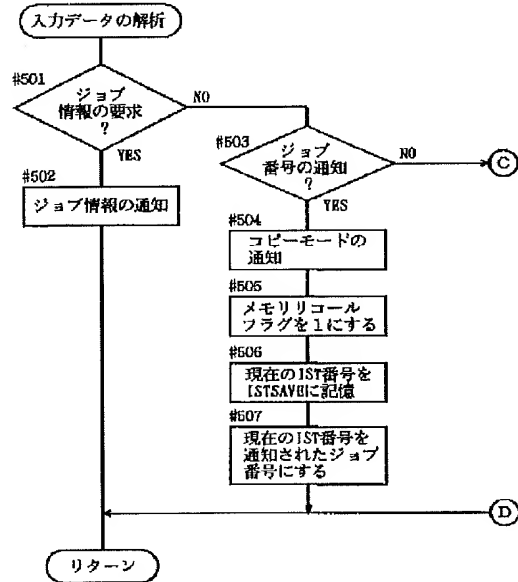 入力データの解析
#501
ジョブ
情報の要求
?
NO
YES
#502
ジョブ情報の通知
#503
ジョブ
番号の通知
?
NO
C
YES
#504
コピーモードの
通知
#505
メモリリコール
フラグを1にする
#506
現在のIST番号を
ISTSAVEに記憶
#507
現在のIST番号を
通知されたジョブ
番号にする
D
リターン